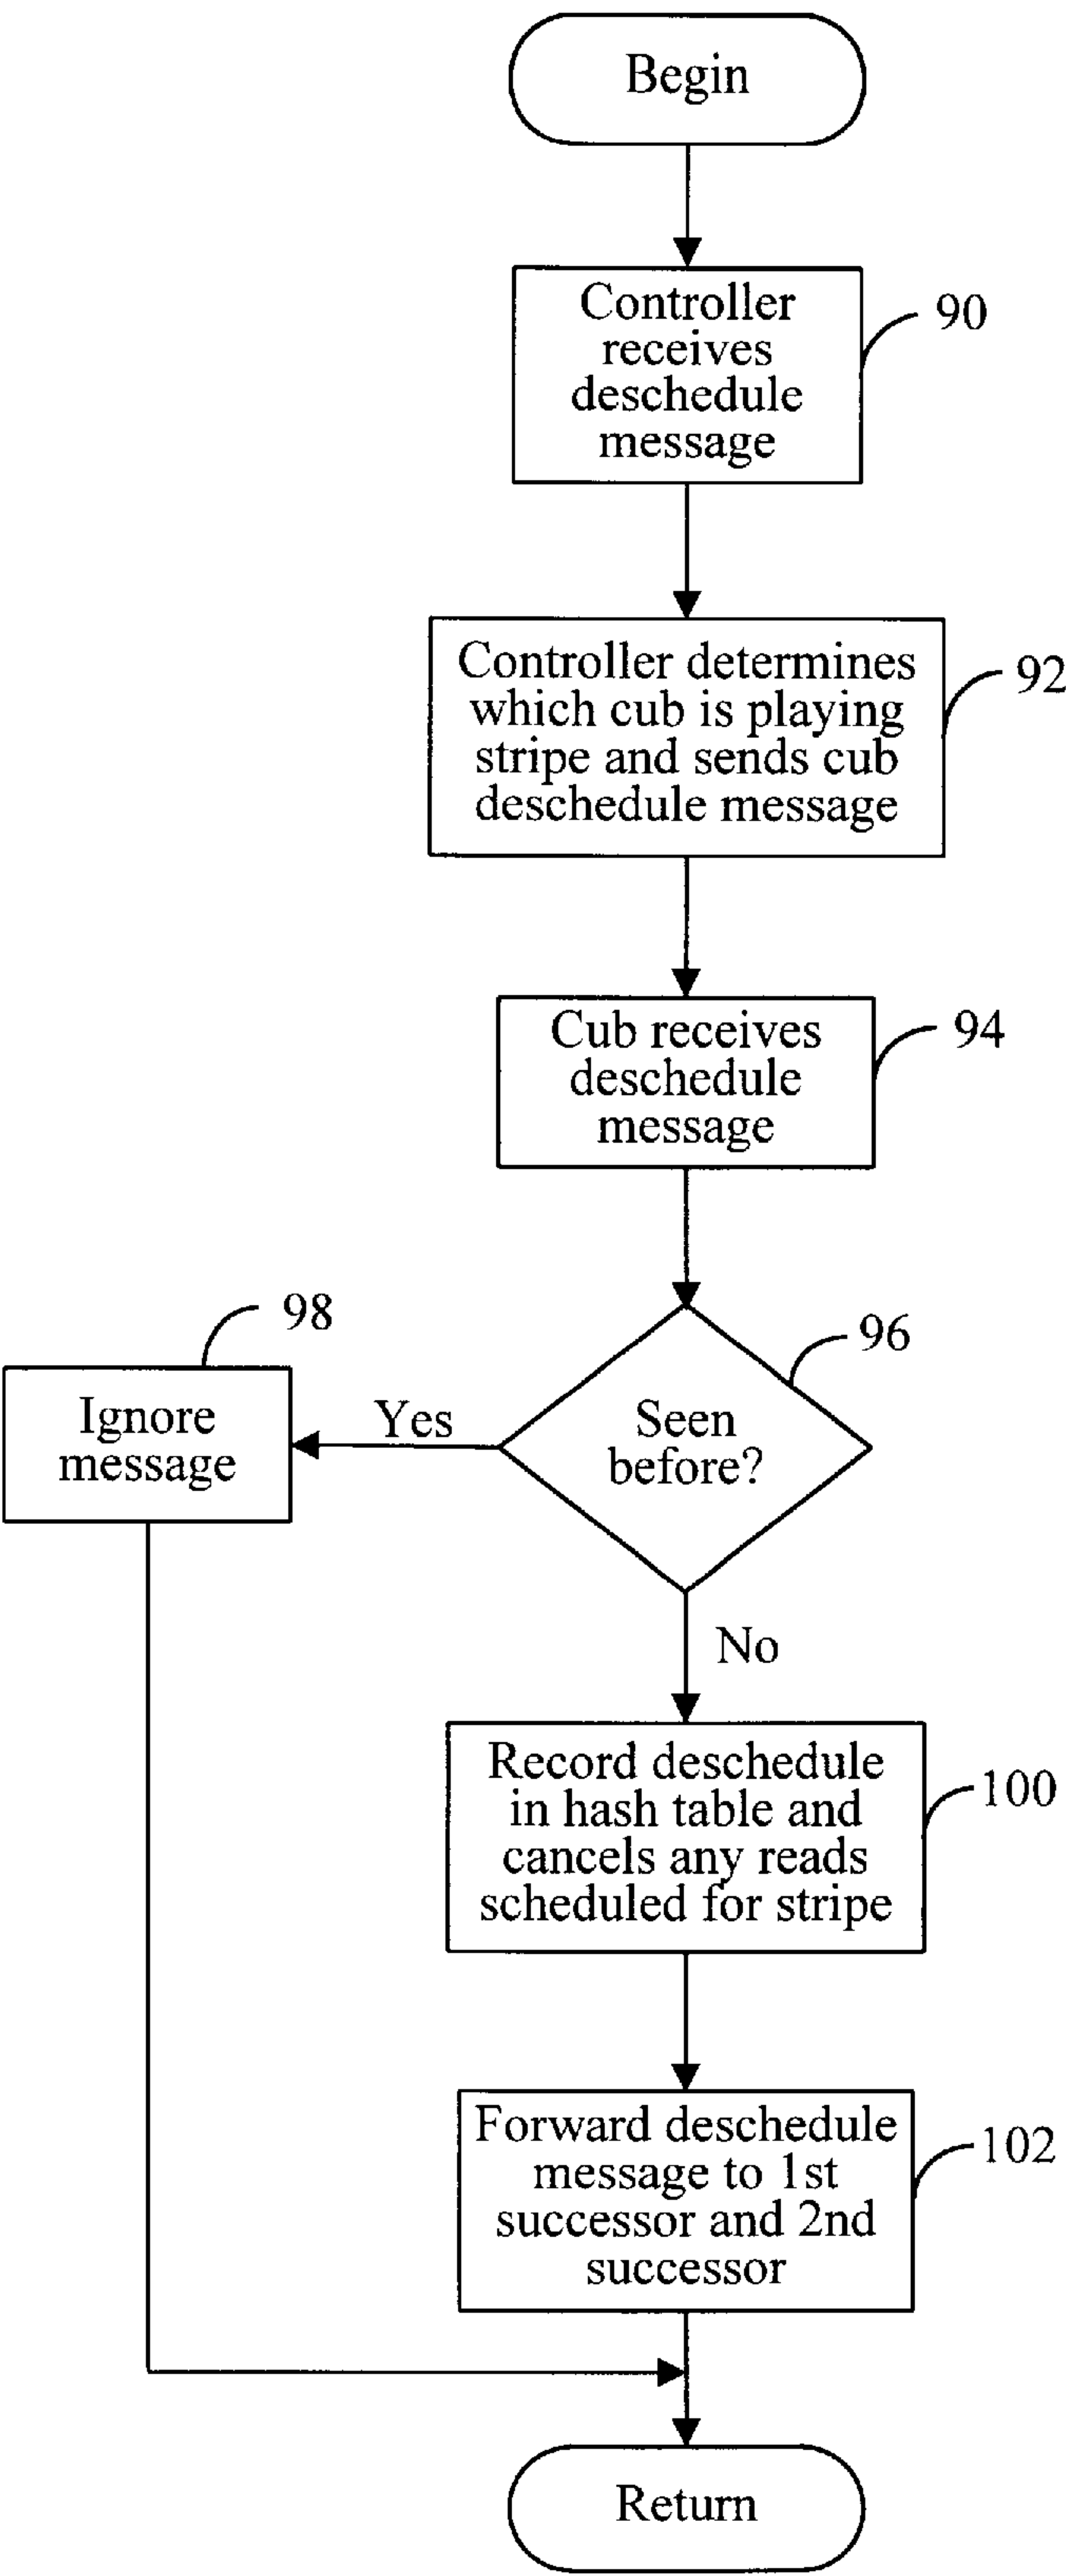 Begin
Controller
receives
deschedule
message
90
Controller determines
which cub is playing
stripe and sends cub
deschedule message
92
Cub receives
deschedule
message
94
98
96
Ignore
message
Yes
Seen
before?
No
Record deschedule
in hash table and
cancels any reads
scheduled for stripe
100
Forward deschedule
message to 1st
successor and 2nd
successor
102
Return